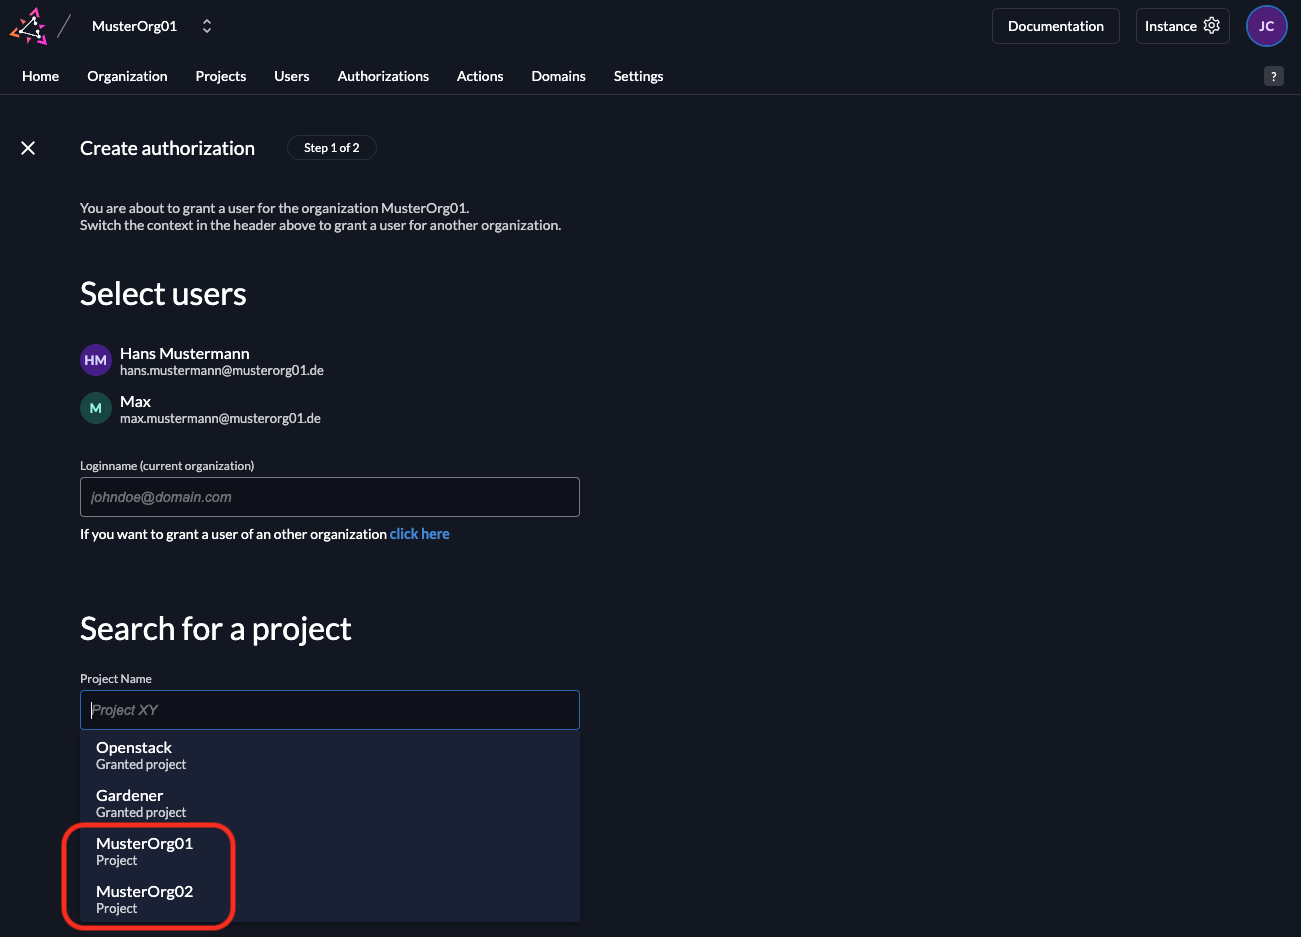 MusterOrg01
Documentation
Instance
JC
Home
Organization
Projects
Users
Authorizations
Actions
Domains
Settings
?
Create authorization
Step 1 of 2
You are about to grant a user for the organization MusterOrg01.
Switch the context in the header above to grant a user for another organization.
Select users
HM
Hans Mustermann
hans.mustermann@musterorg01.de
M
Max
max.mustermann@musterorg01.de
Loginname (current organization)
johndoe@domain.com
If you want to grant a user of an other organization click here
Search for a project
Project Name
Project XY
Openstack
Granted project
Gardener
Granted project
MusterOrg01
Project
MusterOrg02
Project